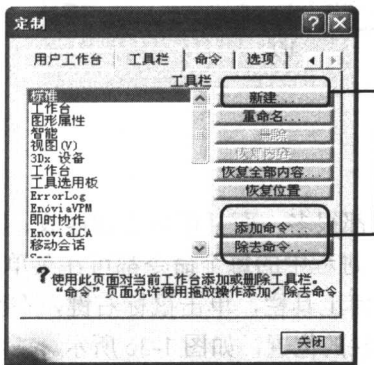 定制
用户工作台 工具栏 命令 选项
工具栏
标准
工作台
图形属性
智能
视图(V)
3Dx 设备
工作台
工具选用板
ErrorLog
EnoviaVPM
即时协作
EnoviaLCA
移动会话
新建...
重命名...
删除
恢复内容...
恢复全部内容...
恢复位置
添加命令...
除去命令...
?使用此页面对当前工作台添加或删除工具栏。
“命令”页面允许使用拖放操作添加/除去命令
关闭